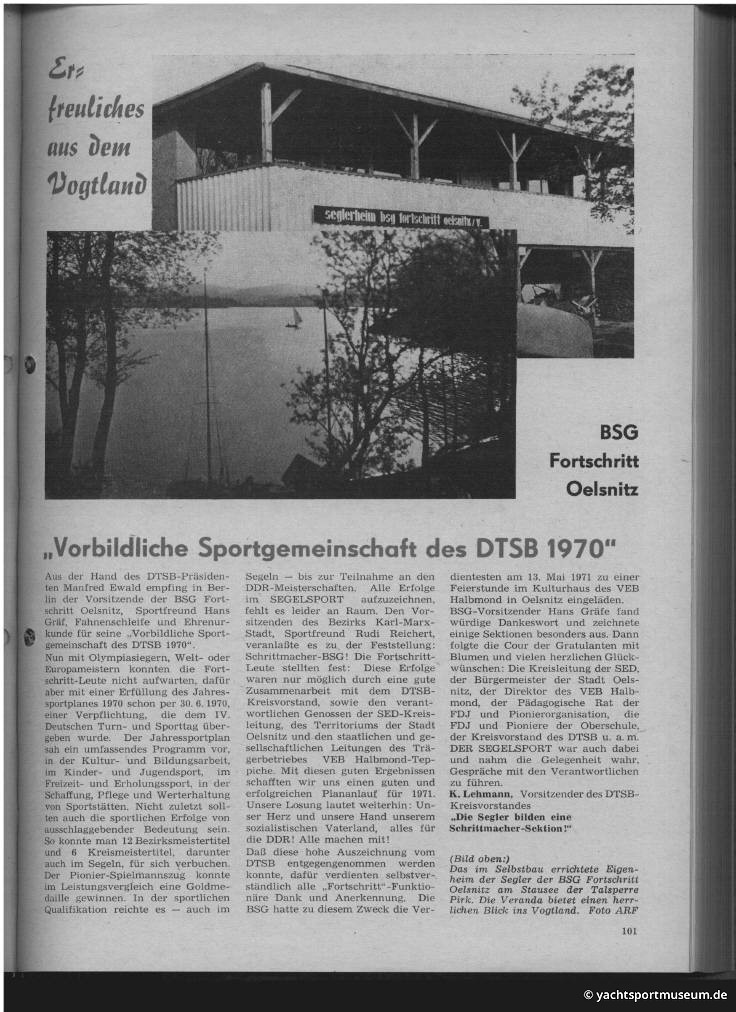 Er-
freuliches
aus dem
Vogtland
seglerheim bsg fortschritt oelsnitz/v.
BSG
Fortschritt
Oelsnitz
„Vorbildliche Sportgemeinschaft des DTSB 1970“
Aus der Hand des DTSB-Präsiden-
ten Manfred Ewald empfing in Ber-
lin der Vorsitzende der BSG Fort-
schritt Oelsnitz, Sportfreund Hans
Gräf, Fahnenschleife und Ehrenur-
kunde für seine „Vorbildliche Sport-
gemeinschaft des DTSB 1970“.
Nun mit Olympiasiegern, Welt- oder
Europameistern konnten die Fort-
schritt-Leute nicht aufwarten, dafür
aber mit einer Erfüllung des Jahres-
sportplanes 1970 schon per 30. 6. 1970,
einer Verpflichtung, die dem IV.
Deutschen Turn- und Sporttag über-
geben wurde. Der Jahressportplan
sah ein umfassendes Programm vor,
in der Kultur- und Bildungsarbeit,
im Kinder- und Jugendsport, im
Freizeit- und Erholungssport, in der
Schaffung, Pflege und Werterhaltung
von Sportstätten. Nicht zuletzt soll-
ten auch die sportlichen Erfolge von
ausschlaggebender Bedeutung sein.
So konnte man 12 Bezirksmeistertitel
und 6 Kreismeistertitel, darunter
auch im Segeln, für sich verbuchen.
Der Pionier-Spielmannszug konnte
im Leistungsvergleich eine Goldme-
daille gewinnen. In der sportlichen
Qualifikation reichte es — auch im
Segeln — bis zur Teilnahme an den
DDR-Meisterschaften. Alle Erfolge
im SEGELSPORT aufzuzeichnen,
fehlt es leider an Raum. Den Vor-
sitzenden des Bezirks Karl-Marx-
Stadt, Sportfreund Rudi Reichert,
veranlaßte es zu der Feststellung:
Schrittmacher-BSG! Die Fortschritt-
Leute stellten fest: Diese Erfolge
waren nur möglich durch eine gute
Zusammenarbeit mit dem DTSB-
Kreisvorstand, sowie den verant-
wortlichen Genossen der SED-Kreis-
leitung, des Territoriums der Stadt
Oelsnitz und den staatlichen und ge-
sellschaftlichen Leitungen des Trä-
gerbetriebes VEB Halbmond-Tep-
piche. Mit diesen guten Ergebnissen
schafften wir uns einen guten und
erfolgreichen Plananlauf für 1971.
Unsere Losung lautet weiterhin: Un-
ser Herz und unsere Hand unserem
sozialistischen Vaterland, alles für
die DDR! Alle machen mit!
Daß diese hohe Auszeichnung vom
DTSB entgegengenommen werden
konnte, dafür verdienten selbstver-
ständlich alle „Fortschritt“-Funktio-
näre Dank und Anerkennung. Die
BSG hatte zu diesem Zweck die Ver-
dientesten am 13. Mai 1971 zu einer
Feierstunde im Kulturhaus des VEB
Halbmond in Oelsnitz eingeladen.
BSG-Vorsitzender Hans Gräfe fand
würdige Dankeswort und zeichnete
einige Sektionen besonders aus. Dann
folgte die Cour der Gratulanten mit
Blumen und vielen herzlichen Glück-
wünschen: Die Kreisleitung der SED,
der Bürgermeister der Stadt Oels-
nitz, der Direktor des VEB Halb-
mond, der Pädagogische Rat der
FDJ und Pionierorganisation, die
FDJ und Pioniere der Oberschule,
der Kreisvorstand des DTSB u. a. m.
DER SEGELSPORT war auch dabei
und nahm die Gelegenheit wahr,
Gespräche mit den Verantwortlichen
zu führen.
K. Lehmann, Vorsitzender des DTSB-
Kreisvorstandes
„Die Segler bilden eine
Schrittmacher-Sektion!“
(Bild oben:)
Das im Selbstbau errichtete Eigen-
heim der Segler der BSG Fortschritt
Oelsnitz am Stausee der Talsperre
Pirk. Die Veranda bietet einen herr-
lichen Blick ins Vogtland. Foto ARF
101
© yachtsportmuseum.de